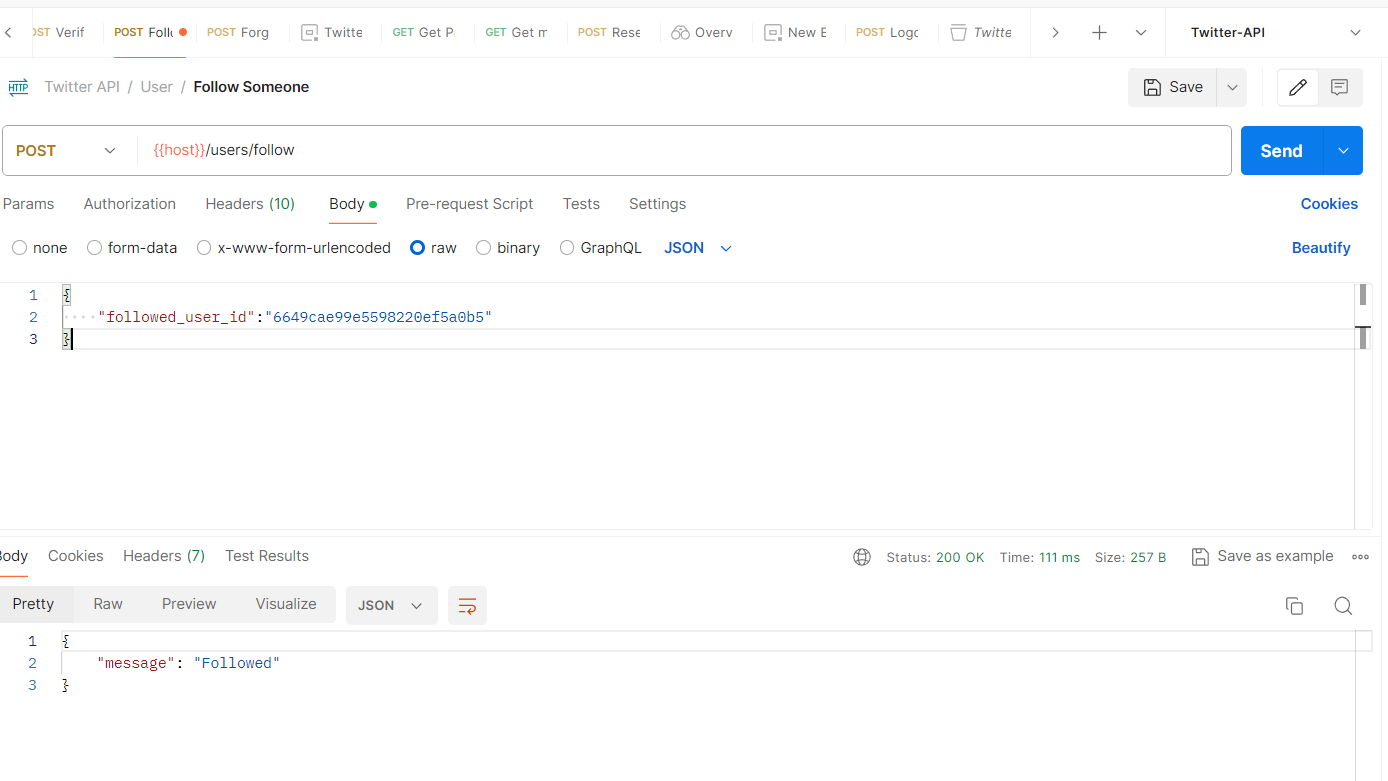 POST Foll
POST Forg
Twitte
GET Get P
GET Get m
POST Rese
Overv
New E
POST Logo
Twitte
Twitter-API
HTTP Twitter API / User / Follow Someone
Save
POST {{host}}/users/follow
Send
Params Authorization Headers (10) Body Pre-request Script Tests Settings Cookies
none form-data x-www-form-urlencoded raw binary GraphQL JSON Beautify
1 {
2 "followed_user_id":"6649cae99e5598220ef5a0b5"
3 }
Body Cookies Headers (7) Test Results Status: 200 OK Time: 111 ms Size: 257 B Save as example
Pretty Raw Preview Visualize JSON
1 {
2 "message": "Followed"
3 }